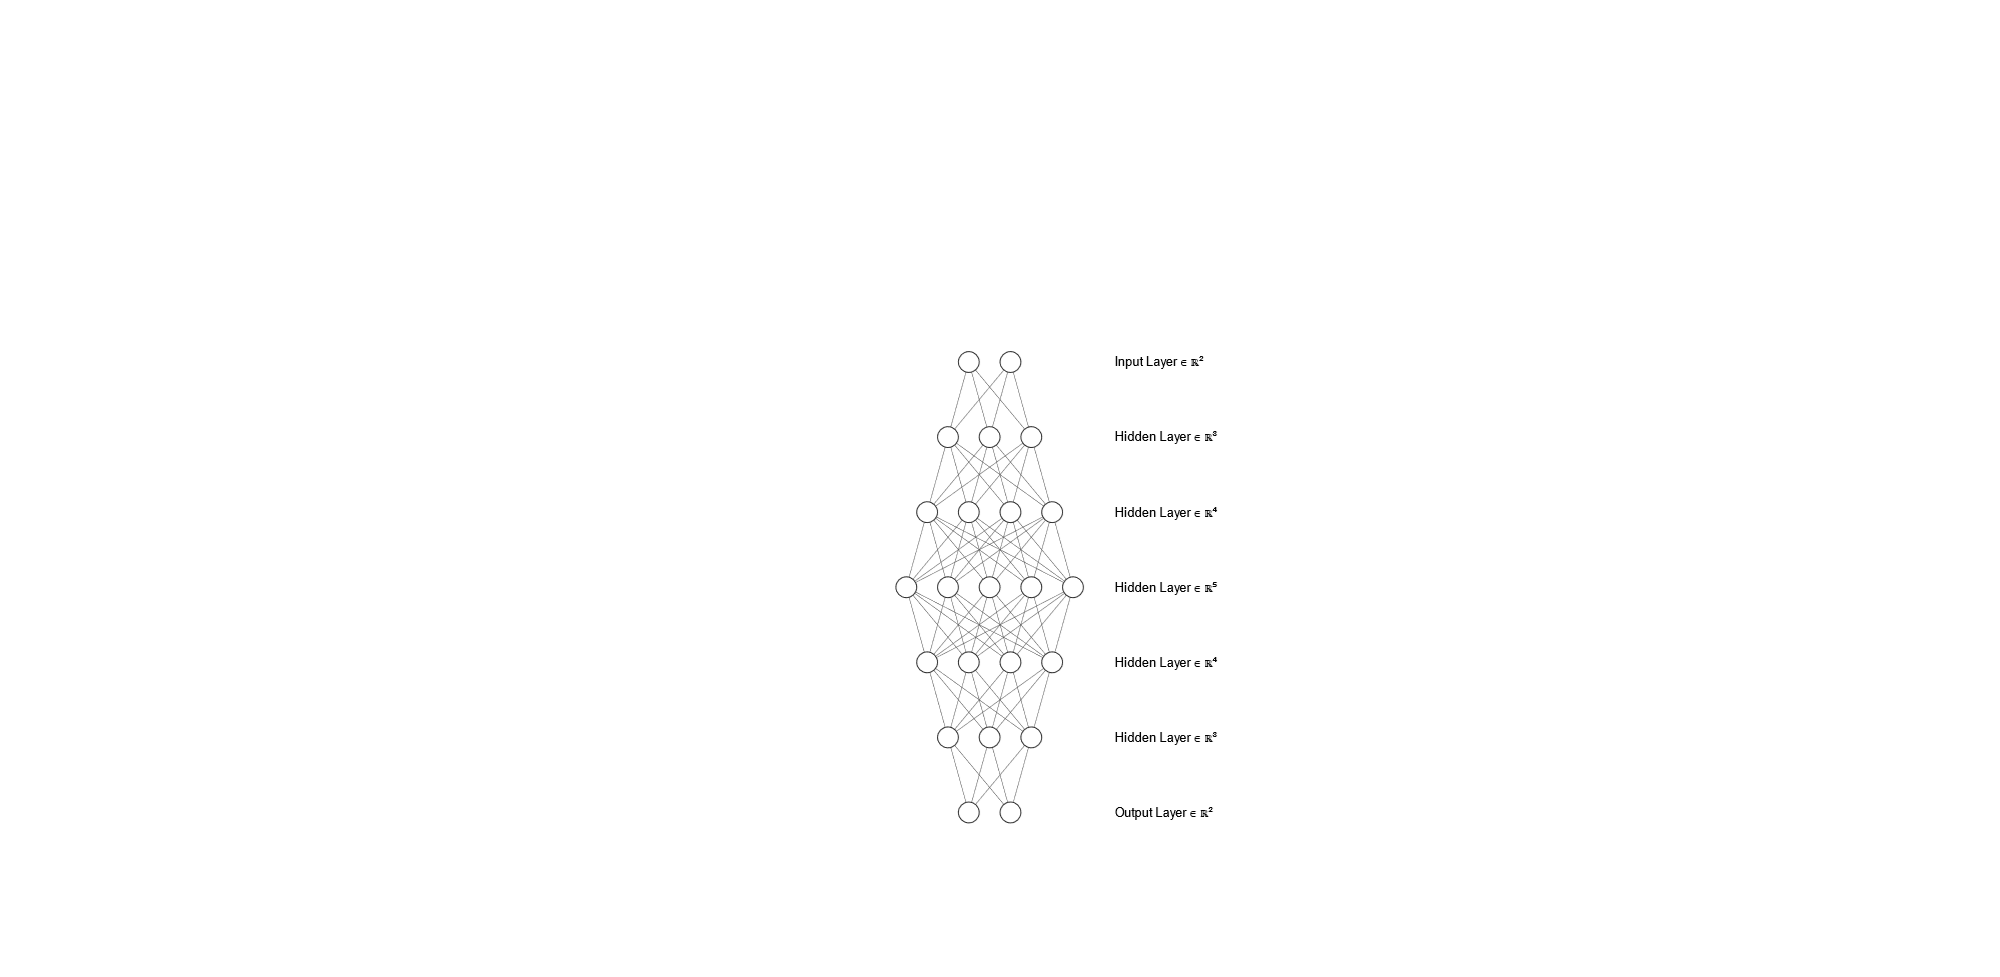 Input Layer ∈ ℝ²
Hidden Layer ∈ ℝ³
Hidden Layer ∈ ℝ⁴
Hidden Layer ∈ ℝ⁵
Hidden Layer ∈ ℝ⁴
Hidden Layer ∈ ℝ³
Output Layer ∈ ℝ²